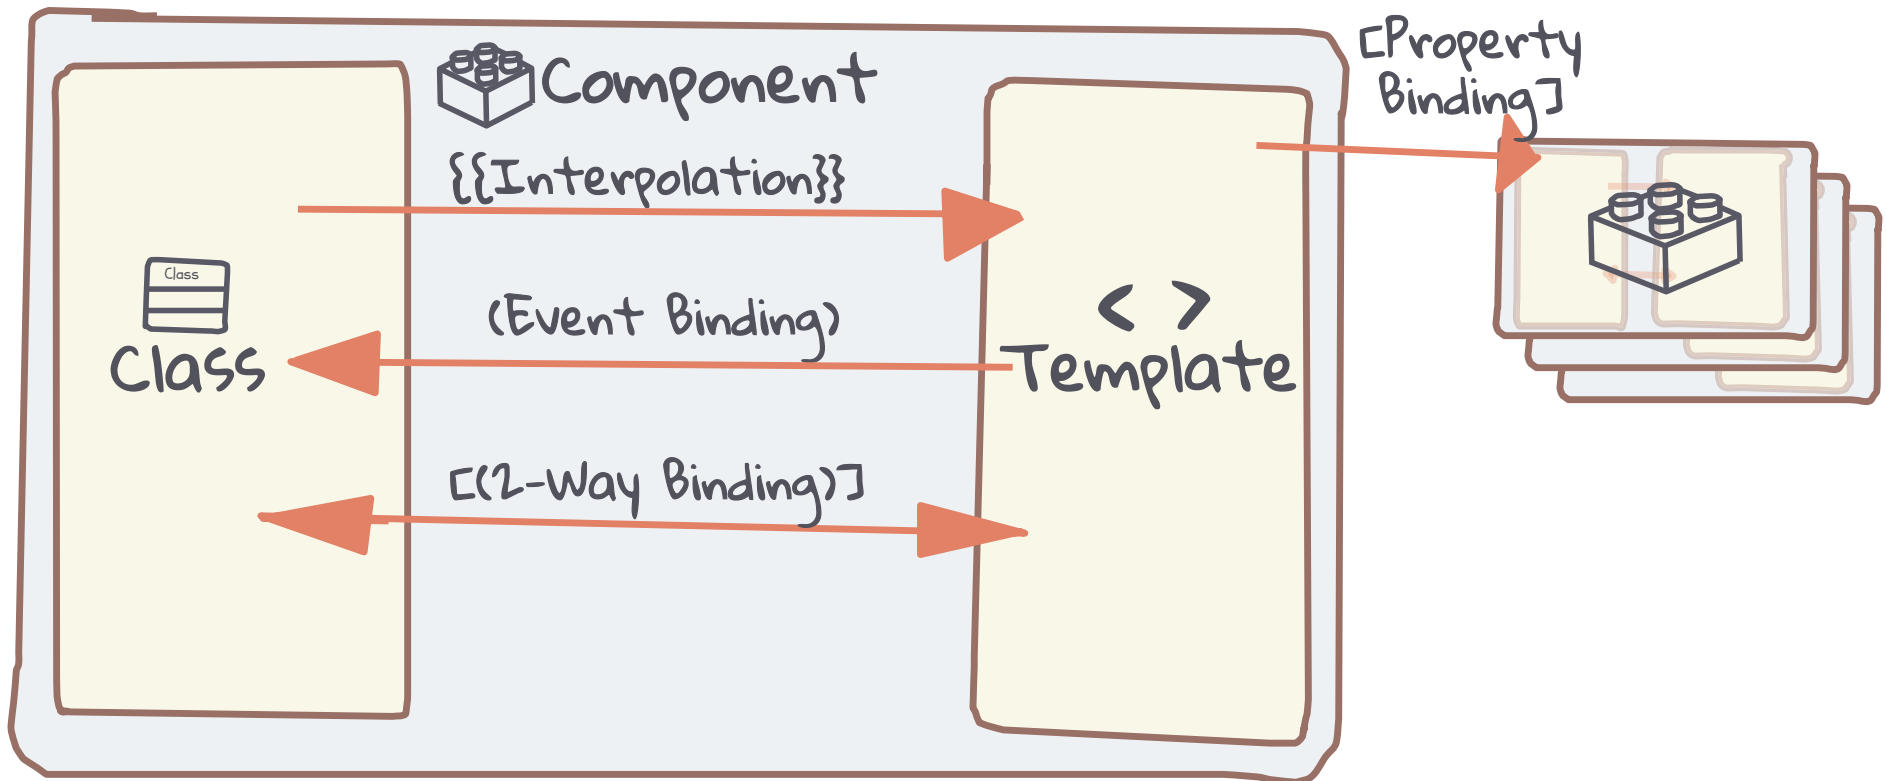 [Property
Binding]
Component
{{Interpolation}}
Class
(Event Binding)
< >
Class
Template
[(2-Way Binding)]